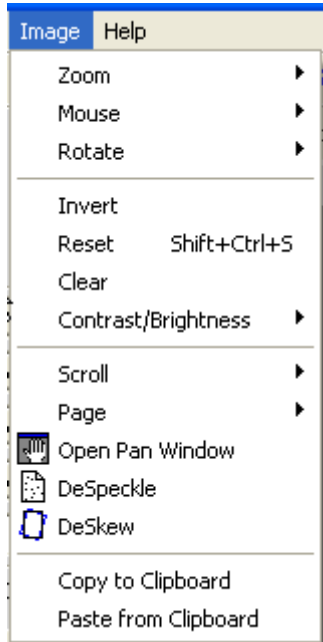 Image Help
Zoom
Mouse
Rotate
Invert
Reset Shift+Ctrl+S
Clear
Contrast/Brightness
Scroll
Page
Open Pan Window
DeSpeckle
DeSkew
Copy to Clipboard
Paste from Clipboard